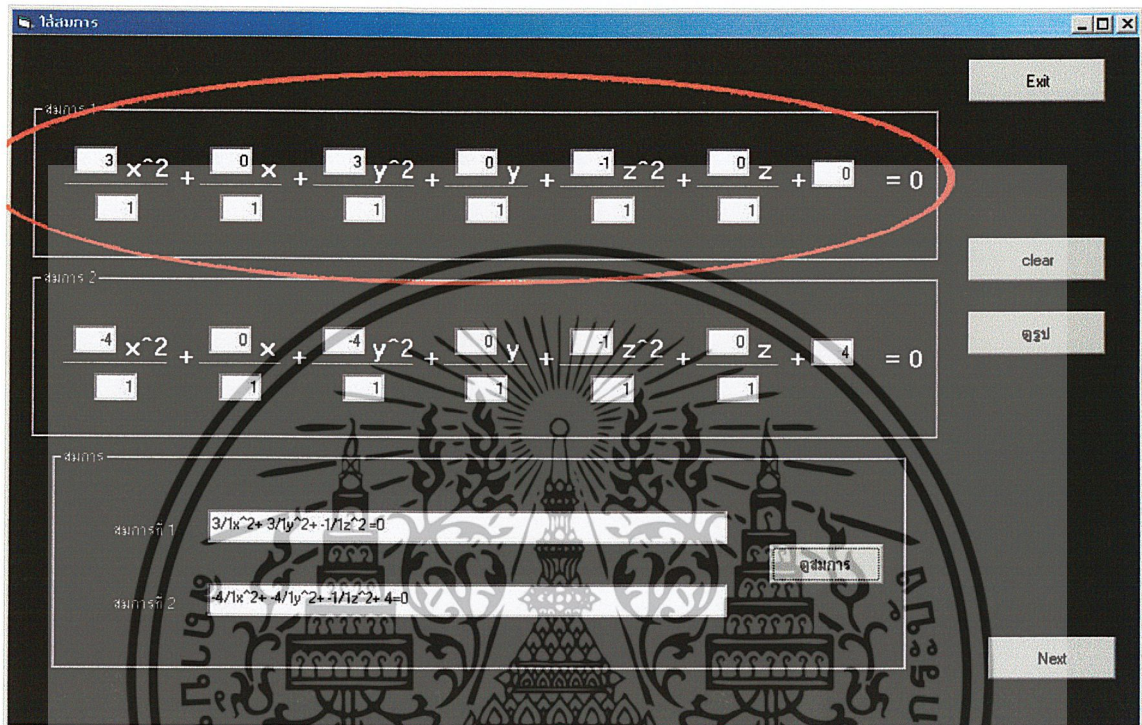 ใส่สมการ
Exit
สมการ 1
3 x^2 + 0 x + 3 y^2 + 0 y + -1 z^2 + 0 z + 0 = 0
1 1 1 1 1 1
clear
สมการ 2
ดูรูป
-4 x^2 + 0 x + -4 y^2 + 0 y + -1 z^2 + 0 z + 4 = 0
1 1 1 1 1 1
สมการ
สมการที่ 1 3/1x^2+ 3/1y^2+ -1/1z^2 =0
ดูสมการ
สมการที่ 2 -4/1x^2+ -4/1y^2+ -1/1z^2+ 4=0
Next